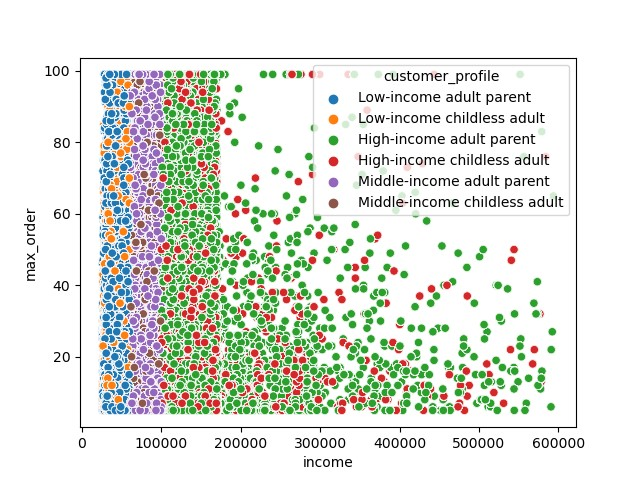 100
80
60
40
20
max_order
customer_profile
Low-income adult parent
Low-income childless adult
High-income adult parent
High-income childless adult
Middle-income adult parent
Middle-income childless adult
0 100000 200000 300000 400000 500000 600000
income